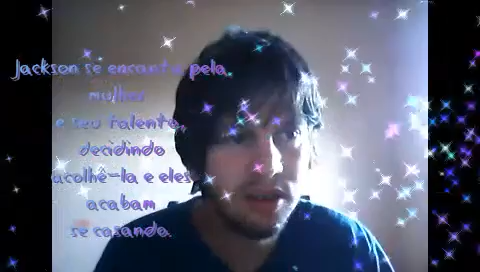 Jackson se encanta pela
mulher
e seu talento,
decidindo
acolhê-la e eles
acabam
se casando.